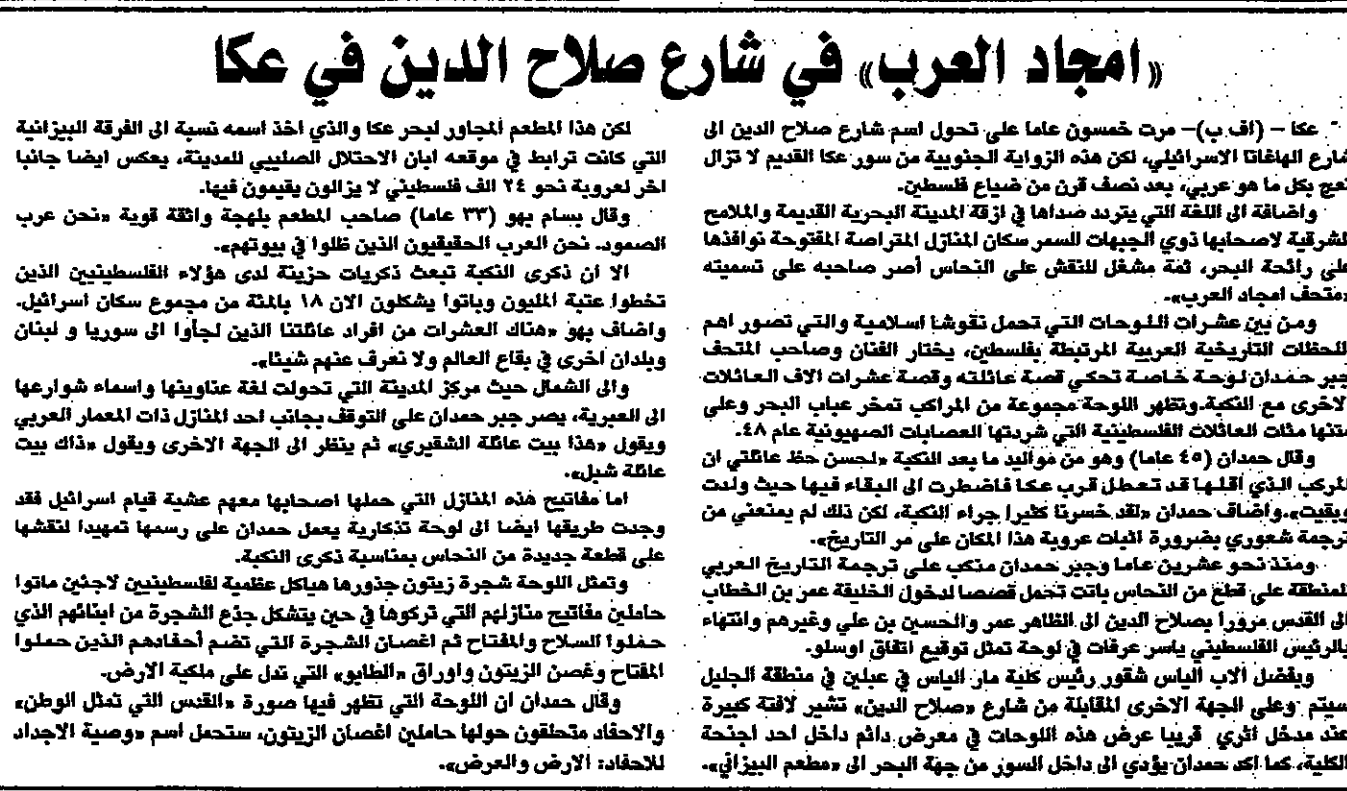 «امجاد العرب» في شارع صلاح الدين في عكا
عكا – (اف ب)– مرت خمسون عاما على تحول اسم شارع صلاح الدين الى
شارع الهاغانا الاسرائيلي، لكن هذه الزواية الجنوبية من سور عكا القديم لا تزال
تعج بكل ما هو عربي، بعد نصف قرن من ضياع فلسطين.
واضافة الى اللغة التي يتردد صداها في ازقة المدينة البحرية القديمة والملامح
الشرقية لاصحابها ذوي الجبهات السمر سكان المنازل المتراصة المفتوحة نوافذها
على رائحة البحر، ثمة مشغل للنقش على النحاس أصر صاحبه على تسميته
«متحف امجاد العرب».
ومن بين عشرات اللوحات التي تحمل نقوشا اسلامية والتي تصور اهم
اللحظات التاريخية العربية المرتبطة بفلسطين، يختار الفنان وصاحب المتحف
جبر حمدان لوحة خاصة تحكي قصة عائلته وقصة عشرات الاف العائلات
الاخرى مع النكبة.وتظهر اللوحة مجموعة من المراكب تمخر عباب البحر وعلى
متنها مئات العائلات الفلسطينية التي شردتها العصابات الصهيونية عام ٤٨.
وقال حمدان (٤٥ عاما) وهو من مواليد ما بعد النكبة «لحسن حظ عائلتي ان
المركب الذي اقلها قد تعطل قرب عكا فاضطرت الى البقاء فيها حيث ولدت
وبقيت».واضاف حمدان «لقد خسرنا كثيرا جراء النكبة، لكن ذلك لم يمنعني من
ترجمة شعوري بضرورة اثبات عروبة هذا المكان على مر التاريخ».
ومنذ نحو عشرين عاما وجبر حمدان منكب على ترجمة التاريخ العربي
للمنطقة على قطع من النحاس باتت تحمل قصصا لدخول الخليفة عمر بن الخطاب
الى القدس مرورا بصلاح الدين الى الظاهر عمر والحسين بن علي وغيرهم وانتهاء
بالرئيس الفلسطيني ياسر عرفات في لوحة تمثل توقيع اتفاق اوسلو.
وبفضل الاب الياس شقور رئيس كلية مار الياس في عبلين في منطقة الجليل
سيتم وعلى الجهة الاخرى المقابلة من شارع «صلاح الدين» تشير لافتة كبيرة
عند مدخل اثري قريبا عرض هذه اللوحات في معرض دائم داخل احد اجنحة
الكلية، كما اكد حمدان يؤدي الى داخل السور من جهة البحر الى «مطعم البيزاني».
لكن هذا المطعم المجاور لبحر عكا والذي اخذ اسمه نسبة الى الفرقة البيزانية
التي كانت ترابط في موقعه ابان الاحتلال الصليبي للمدينة، يعكس ايضا جانبا
اخر لعروبة نحو ٢٤ الف فلسطيني لا يزالون يقيمون فيها.
وقال بسام بهو (٣٣ عاما) صاحب المطعم بلهجة واثقة قوية «نحن عرب
الصمود. نحن العرب الحقيقيون الذين ظلوا في بيوتهم».
الا ان ذكرى النكبة تبعث ذكريات حزينة لدى هؤلاء الفلسطينيين الذين
تخطوا عتبة المليون وباتوا يشكلون الان ١٨ بالمئة من مجموع سكان اسرائيل.
واضاف بهو «هناك العشرات من افراد عائلتنا الذين لجأوا الى سوريا و لبنان
وبلدان اخرى في بقاع العالم ولا نعرف عنهم شيئا».
والى الشمال حيث مركز المدينة التي تحولت لغة عناوينها واسماء شوارعها
الى العبرية، يصر جبر حمدان على التوقف بجانب احد المنازل ذات المعمار العربي
ويقول «هذا بيت عائلة الشقيري» ثم ينظر الى الجهة الاخرى ويقول «ذاك بيت
عائلة شبل».
اما مفاتيح هذه المنازل التي حملها اصحابها معهم عشية قيام اسرائيل فقد
وجدت طريقها ايضا الى لوحة تذكارية يعمل حمدان على رسمها تمهيدا لنقشها
على قطعة جديدة من النحاس بمناسبة ذكرى النكبة.
وتمثل اللوحة شجرة زيتون جذورها هياكل عظمية لفلسطينيين لاجئين ماتوا
حاملين مفاتيح منازلهم التي تركوها في حين يتشكل جذع الشجرة من ابنائهم الذي
حملوا السلاح والمفتاح ثم اغصان الشجرة التي تضم أحفادهم الذين حملوا
المفتاح وغصن الزيتون واوراق «الطابو» التي تدل على ملكية الارض.
وقال حمدان ان اللوحة التي تظهر فيها صورة «القدس التي تمثل الوطن»
والاحفاد متحلقون حولها حاملين اغصان الزيتون، ستحمل اسم «وصية الاجداد
للاحفاد: الارض والعرض».